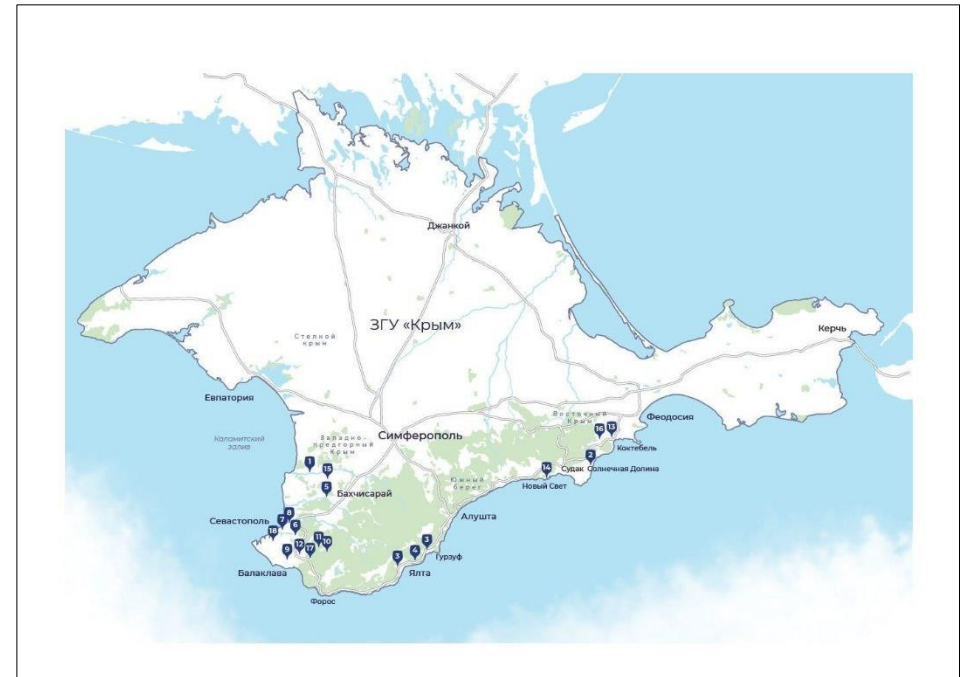 Джанкой
ЗГУ «Крым»
Степной
крым
Керчь
Евпатория
Восточный
Крым
Феодосия
Каламитский
залив
Западно-
предгорный
Крым
Симферополь
16
13
Коктебель
1
15
2
14
Судак
Солнечная Долина
Южный
берег
Новый Свет
5
Бахчисарай
Алушта
Севастополь
8
7
18
6
11
10
12
17
9
3
4
3
Гурзуф
Балаклава
Ялта
Форос